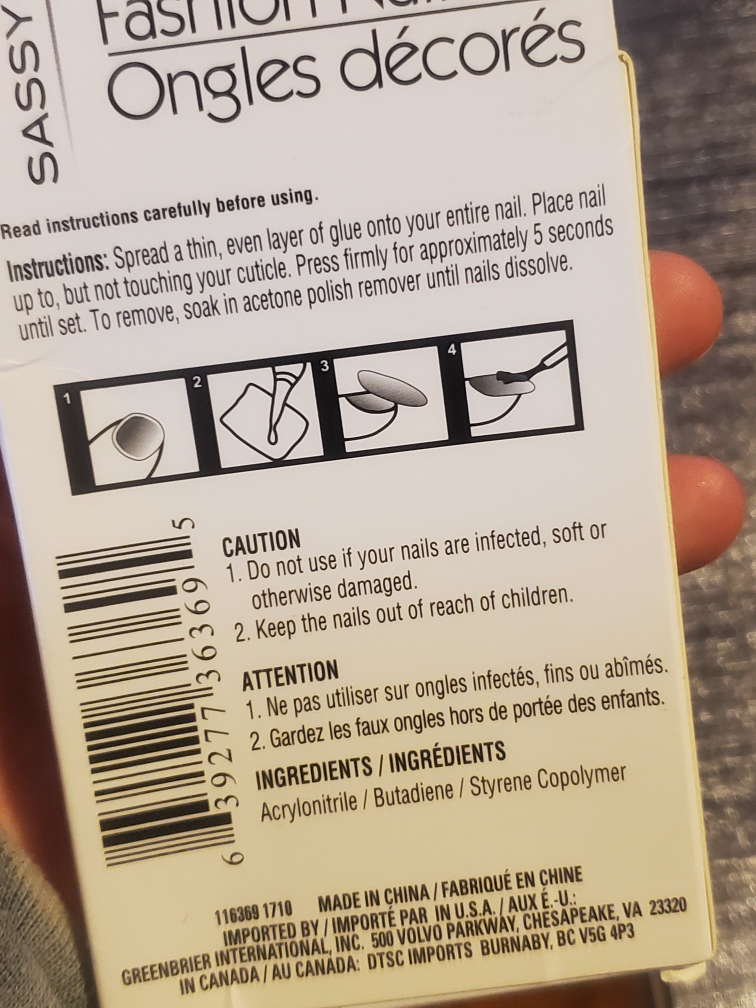 SASSY
Fashion
Ongles décorés
Read instructions carefully before using.
Instructions: Spread a thin, even layer of glue onto your entire nail. Place nail
up to, but not touching your cuticle. Press firmly for approximately 5 seconds
until set. To remove, soak in acetone polish remover until nails dissolve.
1 2 3 4
CAUTION
1. Do not use if your nails are infected, soft or
otherwise damaged.
2. Keep the nails out of reach of children.
ATTENTION
1. Ne pas utiliser sur ongles infectés, fins ou abîmés.
2. Gardez les faux ongles hors de portée des enfants.
INGREDIENTS / INGRÉDIENTS
Acrylonitrile / Butadiene / Styrene Copolymer
6 39277 36369 5
116369 1710 MADE IN CHINA / FABRIQUÉ EN CHINE
IMPORTED BY / IMPORTÉ PAR IN U.S.A. / AUX É.-U.:
GREENBRIER INTERNATIONAL, INC. 500 VOLVO PARKWAY, CHESAPEAKE, VA 23320
IN CANADA / AU CANADA: DTSC IMPORTS BURNABY, BC V5G 4P3